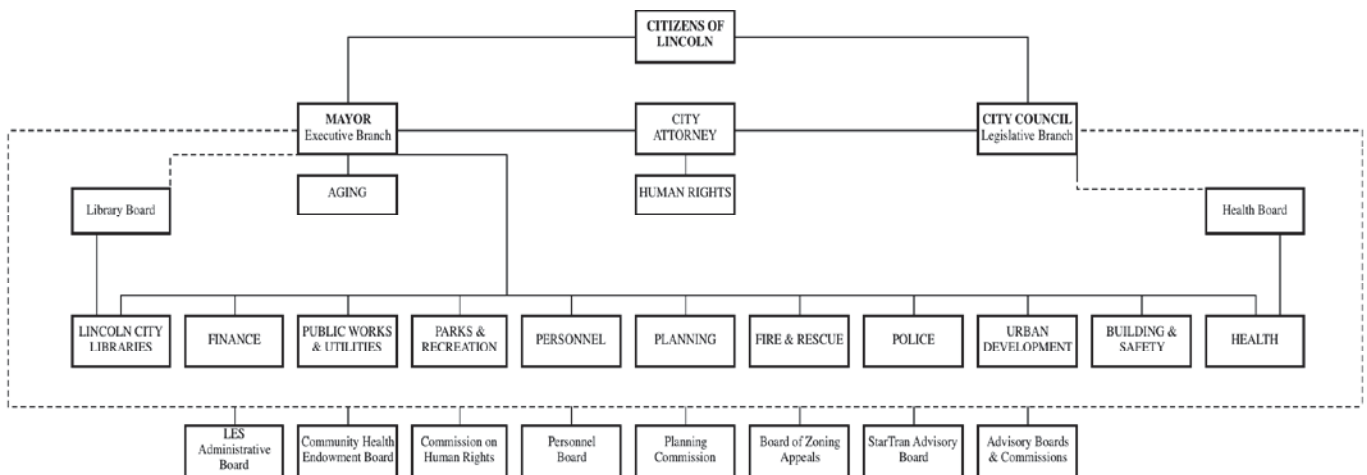 CITIZENS OF
LINCOLN
MAYOR
Executive Branch
CITY
ATTORNEY
CITY COUNCIL
Legislative Branch
AGING
HUMAN RIGHTS
Library Board
Health Board
LINCOLN CITY
LIBRARIES
FINANCE
PUBLIC WORKS
& UTILITIES
PARKS &
RECREATION
PERSONNEL
PLANNING
FIRE & RESCUE
POLICE
URBAN
DEVELOPMENT
BUILDING &
SAFETY
HEALTH
LES
Administrative
Board
Community Health
Endowment Board
Commission on
Human Rights
Personnel
Board
Planning
Commission
Board of Zoning
Appeals
StarTran Advisory
Board
Advisory Boards
& Commissions